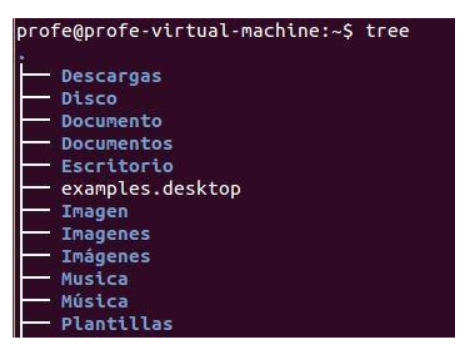 profe@profe-virtual-machine:~$ tree
.
├── Descargas
├── Disco
├── Documento
├── Documentos
├── Escritorio
├── examples.desktop
├── Imagen
├── Imagenes
├── Imágenes
├── Musica
├── Música
├── Plantillas